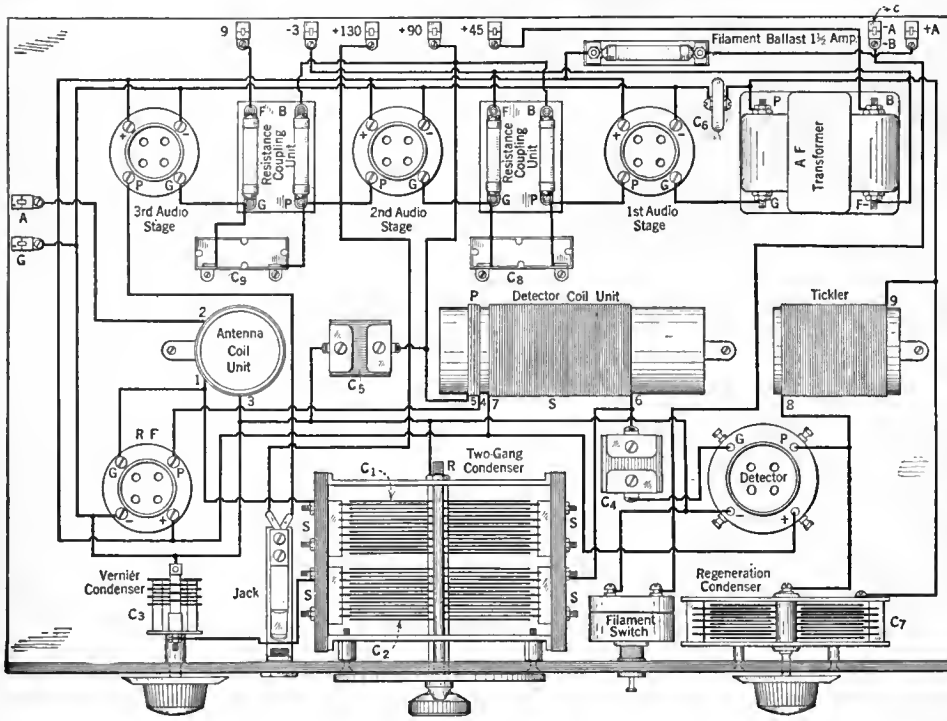 9 -3 +130 +90 +45 Filament Ballast 1½ Amp. +C -A -B +A
+ - P G
3rd Audio Stage
F B
Resistance Coupling Unit
G P
C9
+ - P G
2nd Audio Stage
F B
Resistance Coupling Unit
G P
C8
+ - P G
1st Audio Stage
C6
P B
A F Transformer
G F
A
G
2
Antenna Coil Unit
1 3
C5
P Detector Coil Unit
5 4 7 S 6
Tickler
9
8
R F
G P
- +
Two-Gang Condenser
C1 R
S S
S S
C2
C4
G P
Detector
- +
Vernier Condenser
C3
Jack
Filament Switch
Regeneration Condenser
C7